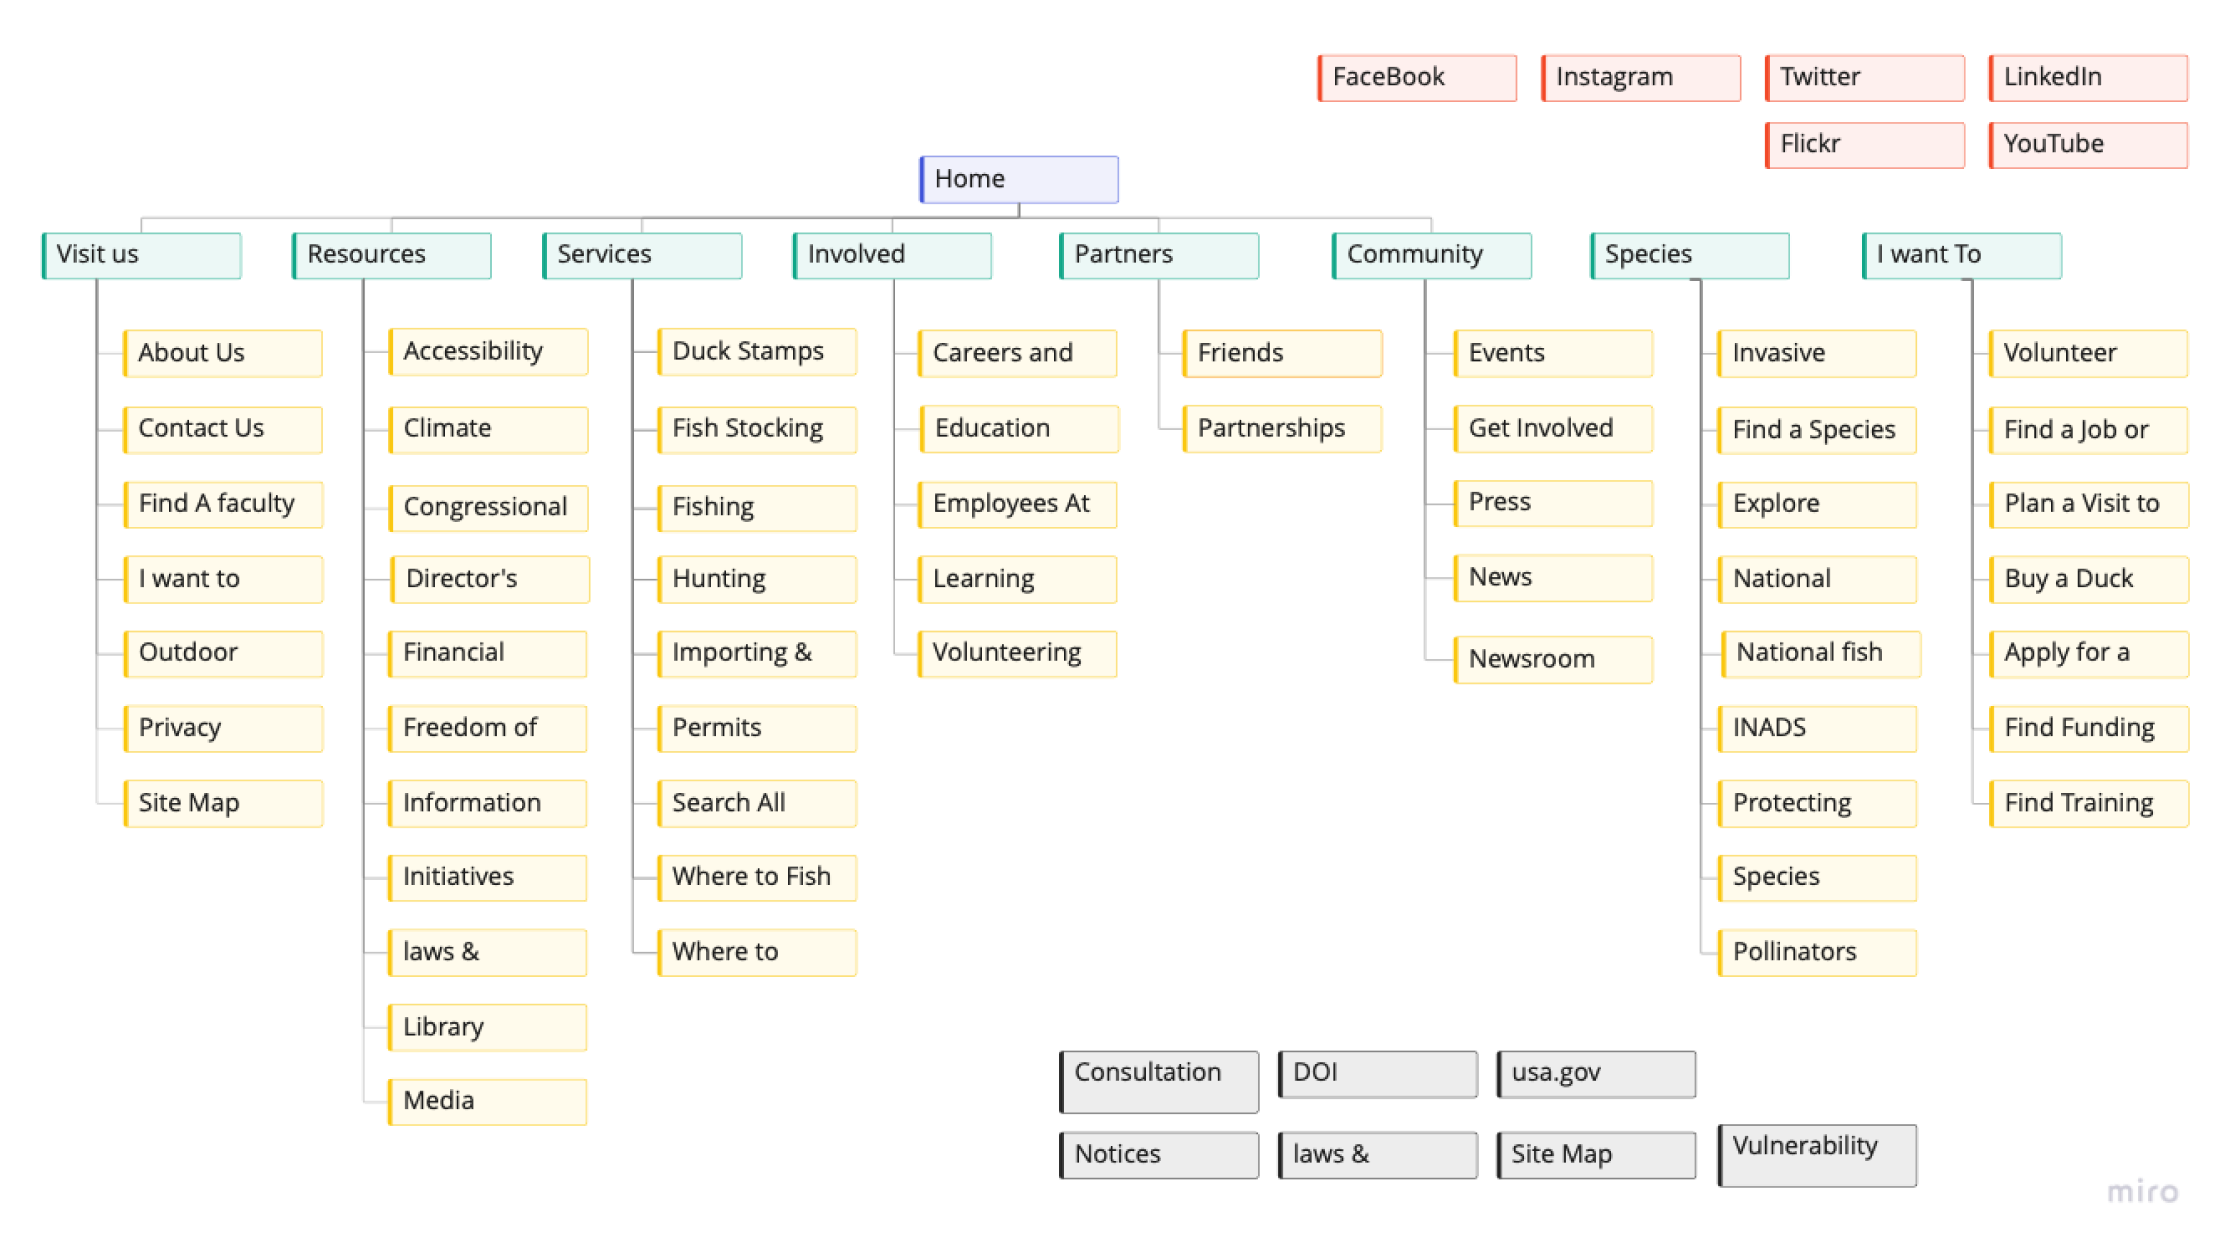 FaceBook
Instagram
Twitter
LinkedIn
Flickr
YouTube
Home
Visit us
Resources
Services
Involved
Partners
Community
Species
I want To
About Us
Contact Us
Find A faculty
I want to
Outdoor
Privacy
Site Map
Accessibility
Climate
Congressional
Director's
Financial
Freedom of
Information
Initiatives
laws &
Library
Media
Duck Stamps
Fish Stocking
Fishing
Hunting
Importing &
Permits
Search All
Where to Fish
Where to
Careers and
Education
Employees At
Learning
Volunteering
Friends
Partnerships
Events
Get Involved
Press
News
Newsroom
Invasive
Find a Species
Explore
National
National fish
INADS
Protecting
Species
Pollinators
Volunteer
Find a Job or
Plan a Visit to
Buy a Duck
Apply for a
Find Funding
Find Training
Consultation
DOI
usa.gov
Notices
laws &
Site Map
Vulnerability
miro